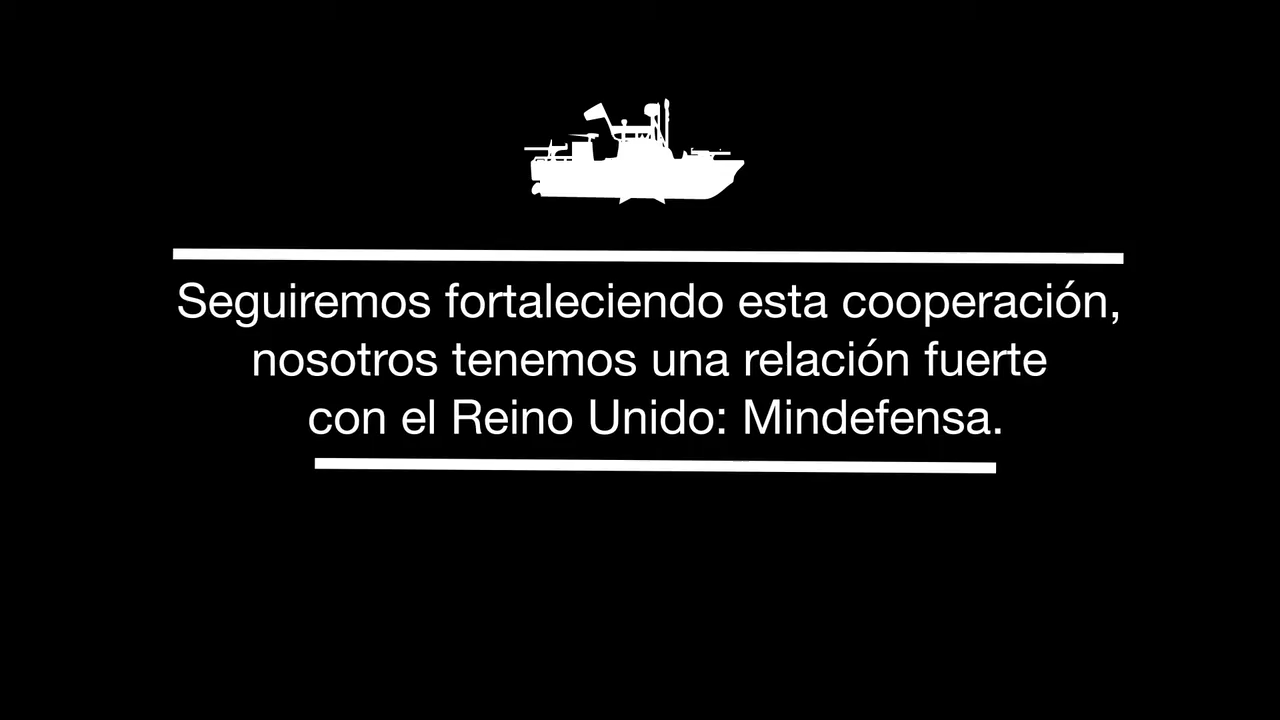 Seguiremos fortaleciendo esta cooperación,
nosotros tenemos una relación fuerte
con el Reino Unido: Mindefensa.